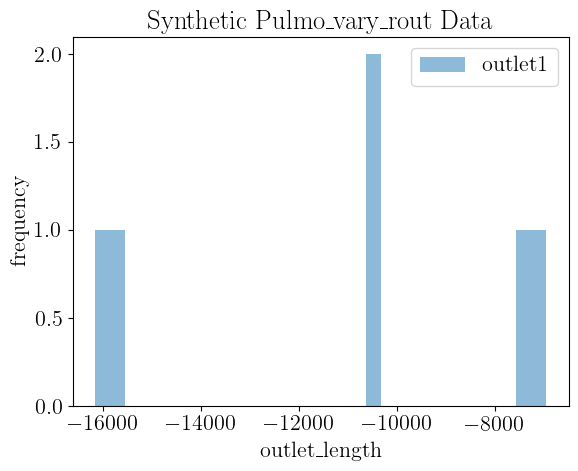 Synthetic Pulmo_vary_rout Data
outlet1
2.0
1.5
1.0
0.5
0.0
frequency
−16000 −14000 −12000 −10000 −8000
outlet_length